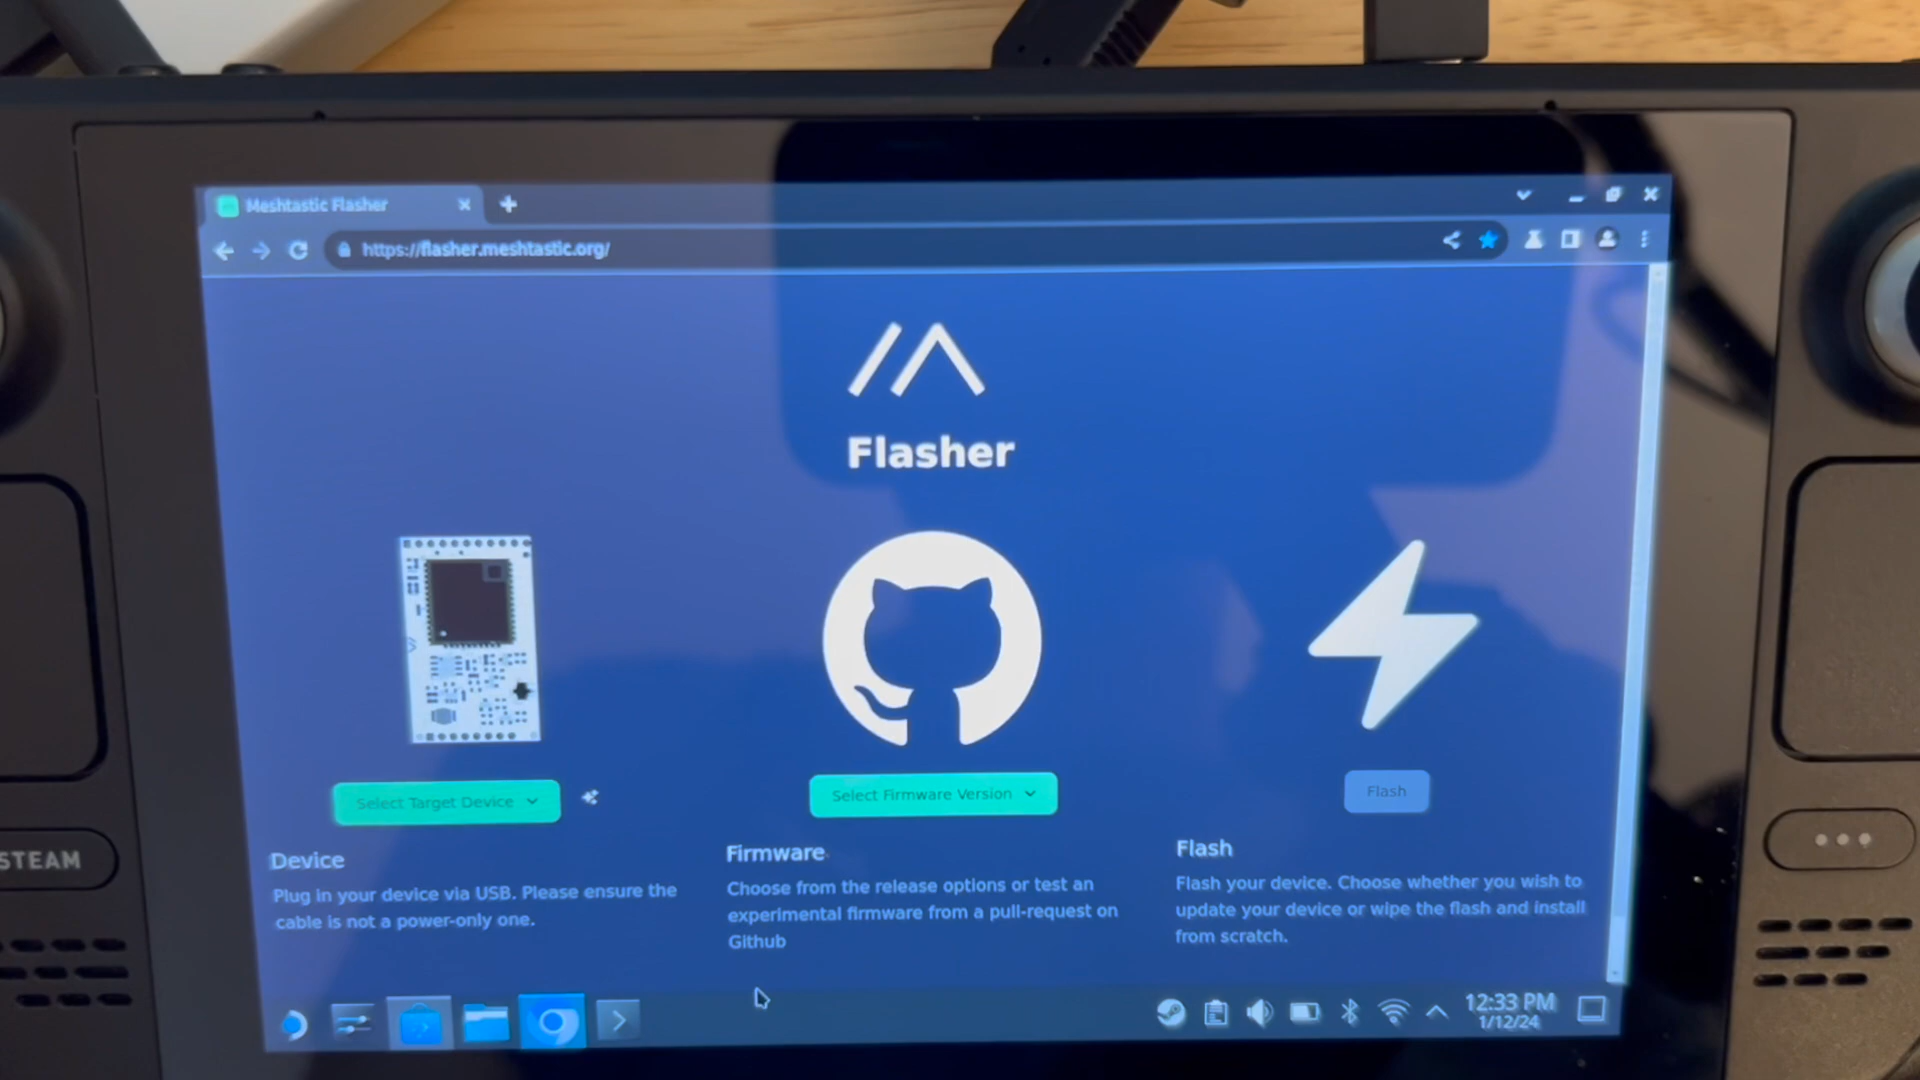 Meshtastic Flasher
https://flasher.meshtastic.org/
Flasher
Select Target Device
Select Firmware Version
Flash
Device
Plug in your device via USB. Please ensure the
cable is not a power-only one.
Firmware
Choose from the release options or test an
experimental firmware from a pull-request on
Github
Flash
Flash your device. Choose whether you wish to
update your device or wipe the flash and install
from scratch.
STEAM
12:33 PM
1/12/24